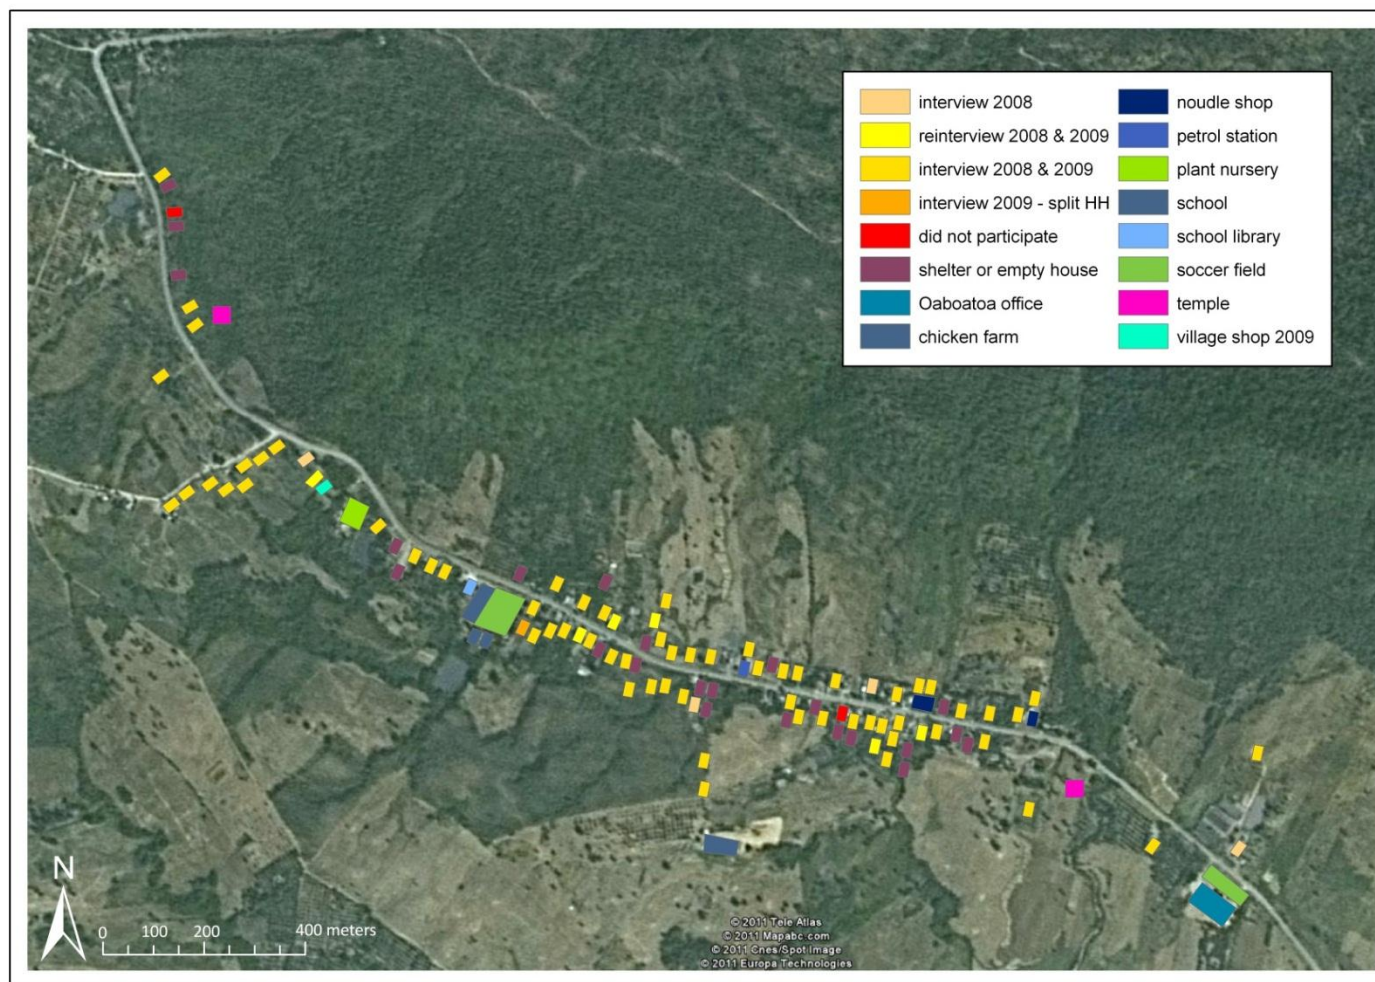 interview 2008
reinterview 2008 & 2009
interview 2008 & 2009
interview 2009 - split HH
did not participate
shelter or empty house
Oaboatoa office
chicken farm
noudle shop
petrol station
plant nursery
school
school library
soccer field
temple
village shop 2009
N
0 100 200 400 meters
© 2011 Tele Atlas
© 2011 Mapabc.com
© 2011 Cnes/Spot Image
© 2011 Europa Technologies